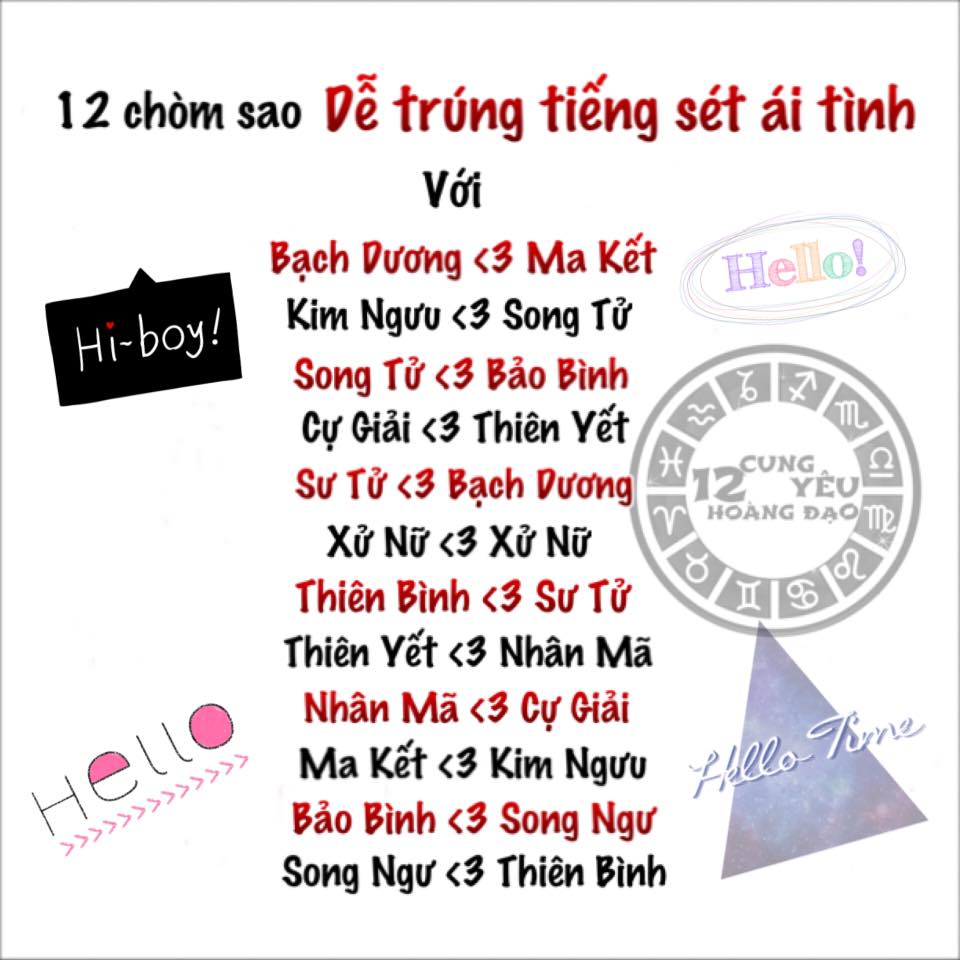 12 chòm sao Dễ trúng tiếng sét ái tình
Với
Bạch Dương <3 Ma Kết
Hello!
Hi~boy!
Kim Ngưu <3 Song Tử
Song Tử <3 Bảo Bình
Cự Giải <3 Thiên Yết
Sư Tử <3 Bạch Dương
12 CUNG YÊU
HOÀNG ĐẠO
Xử Nữ <3 Xử Nữ
Thiên Bình <3 Sư Tử
Thiên Yết <3 Nhân Mã
Nhân Mã <3 Cự Giải
Hello
Hello Time
Ma Kết <3 Kim Ngưu
Bảo Bình <3 Song Ngư
Song Ngư <3 Thiên Bình